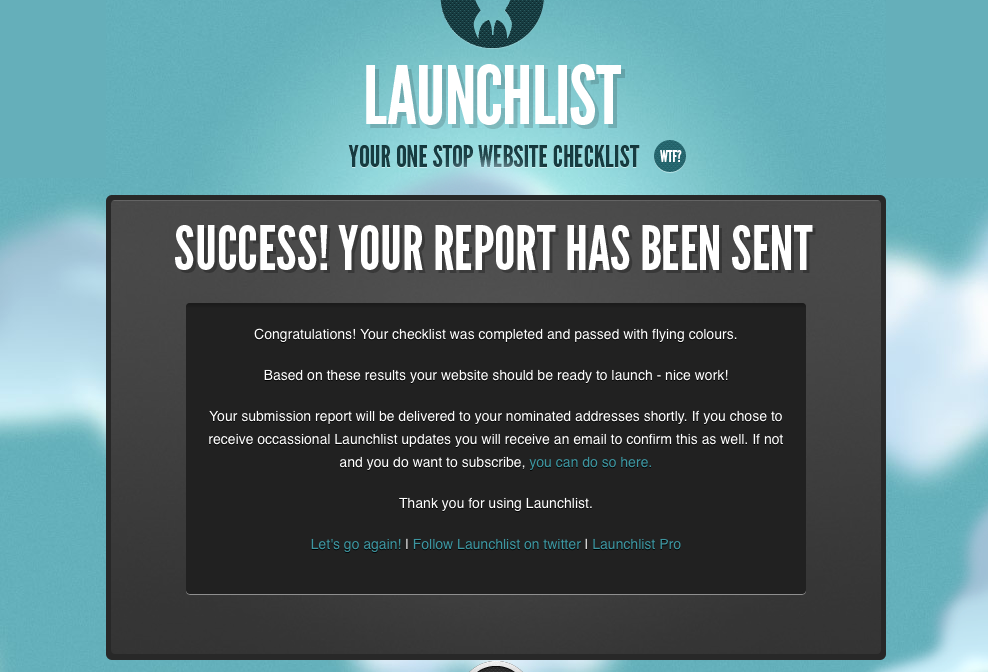 LAUNCHLIST
YOUR ONE STOP WEBSITE CHECKLIST
WTF?
SUCCESS! YOUR REPORT HAS BEEN SENT
Congratulations! Your checklist was completed and passed with flying colours.
Based on these results your website should be ready to launch - nice work!
Your submission report will be delivered to your nominated addresses shortly. If you chose to
receive occassional Launchlist updates you will receive an email to confirm this as well. If not
and you do want to subscribe, you can do so here.
Thank you for using Launchlist.
Let's go again! | Follow Launchlist on twitter | Launchlist Pro